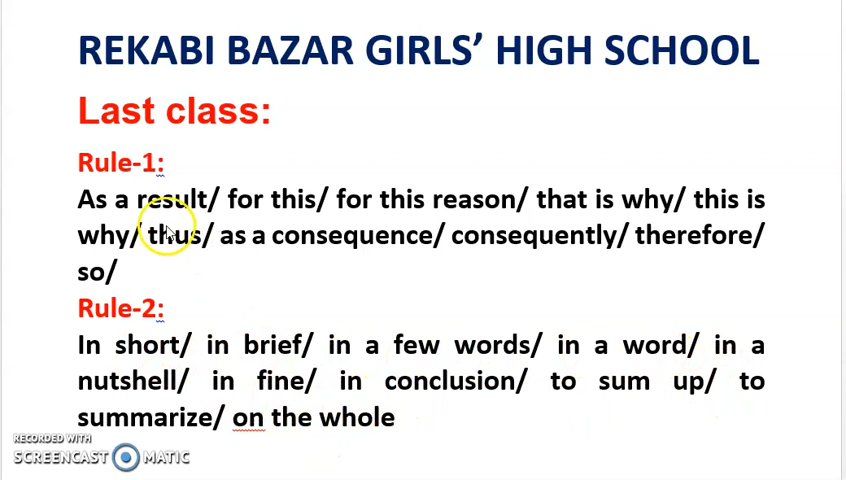 REKABI BAZAR GIRLS’ HIGH SCHOOL
Last class:
Rule-1:
As a result/ for this/ for this reason/ that is why/ this is
why/ thus/ as a consequence/ consequently/ therefore/
so/
Rule-2:
In short/ in brief/ in a few words/ in a word/ in a
nutshell/ in fine/ in conclusion/ to sum up/ to
summarize/ on the whole
RECORDED WITH
SCREENCAST MATIC